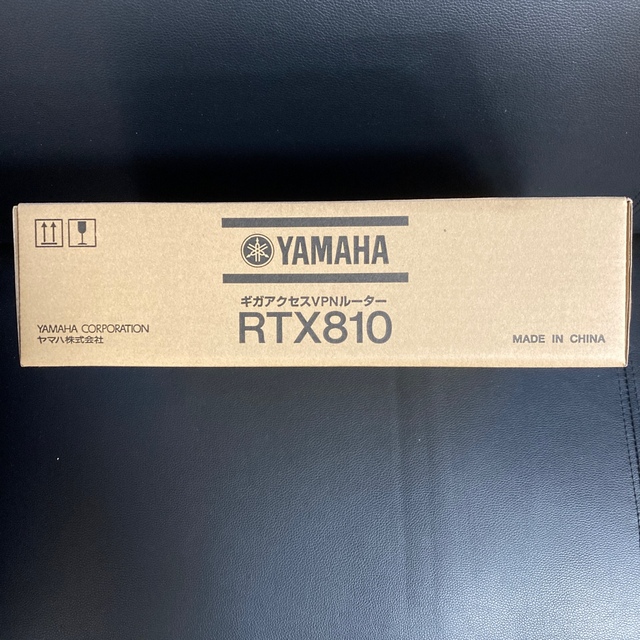 YAMAHA
ギガアクセスVPNルーター
RTX810
YAMAHA CORPORATION
ヤマハ株式会社
MADE IN CHINA